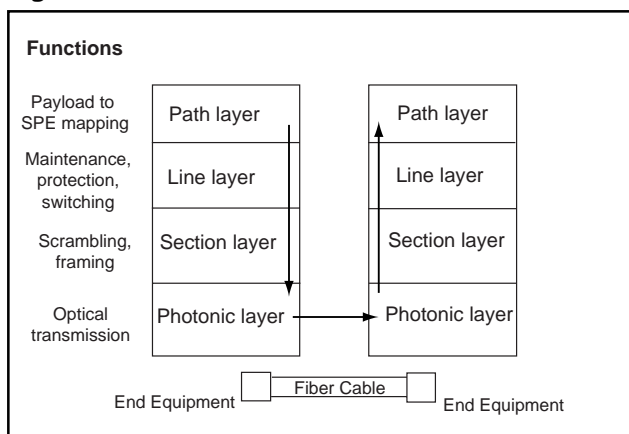 Functions
Payload to
SPE mapping
Path layer
Path layer
Maintenance,
protection,
switching
Line layer
Line layer
Scrambling,
framing
Section layer
Section layer
Optical
transmission
Photonic layer
Photonic layer
End Equipment
Fiber Cable
End Equipment